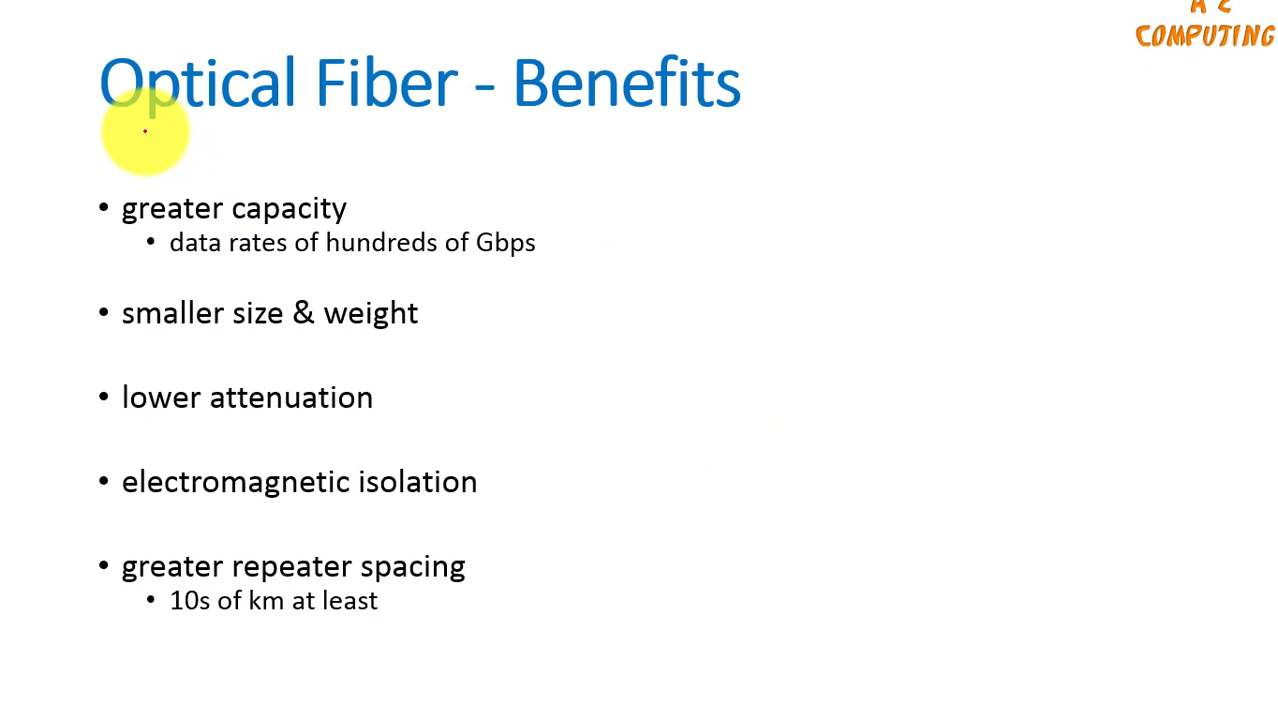 A Z
COMPUTING
Optical Fiber - Benefits
• greater capacity
• data rates of hundreds of Gbps
• smaller size & weight
• lower attenuation
• electromagnetic isolation
• greater repeater spacing
• 10s of km at least